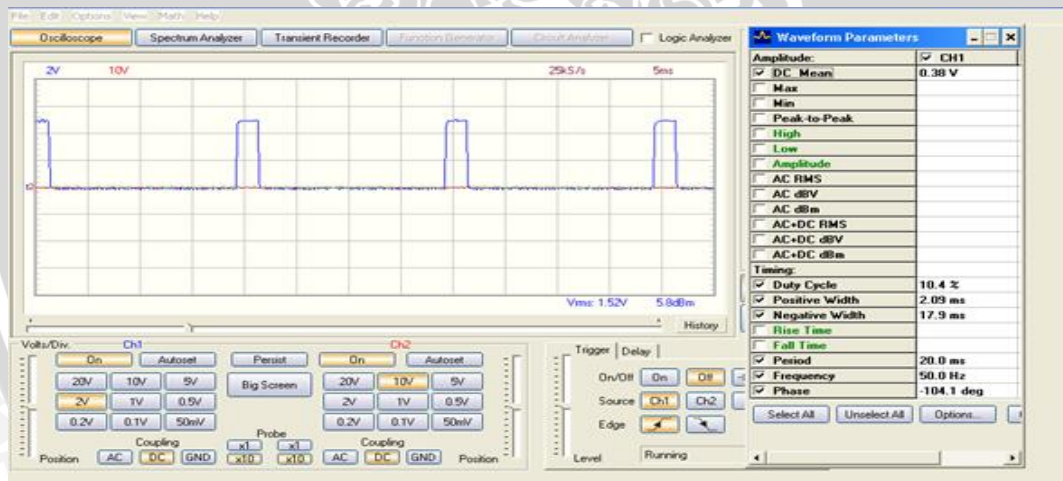 File Edit Options View Math Help
Oscilloscope Spectrum Analyzer Transient Recorder Function Generator Circuit Analyzer Logic Analyzer
2V 10V 25kS/s 5ms
Vrms: 1.52V 5.8dBm
History
Volts/Div. Ch1 Ch2
On Autoset Persist On Autoset
20V 10V 5V Big Screen 20V 10V 5V
2V 1V 0.5V 2V 1V 0.5V
0.2V 0.1V 50mV 0.2V 0.1V 50mV
Coupling Probe Coupling
x1 x1
Position AC DC GND x10 x10 AC DC GND Position
Trigger Delay
On/Off On Off
Source Ch1 Ch2
Edge
Level Running
Waveform Parameters
Amplitude: CH1
DC Mean 0.38 V
Max
Min
Peak-to-Peak
High
Low
Amplitude
AC RMS
AC dBV
AC dBm
AC+DC RMS
AC+DC dBV
AC+DC dBm
Timing:
Duty Cycle 10.4 %
Positive Width 2.09 ms
Negative Width 17.9 ms
Rise Time
Fall Time
Period 20.0 ms
Frequency 50.0 Hz
Phase -104.1 deg
Select All Unselect All Options...